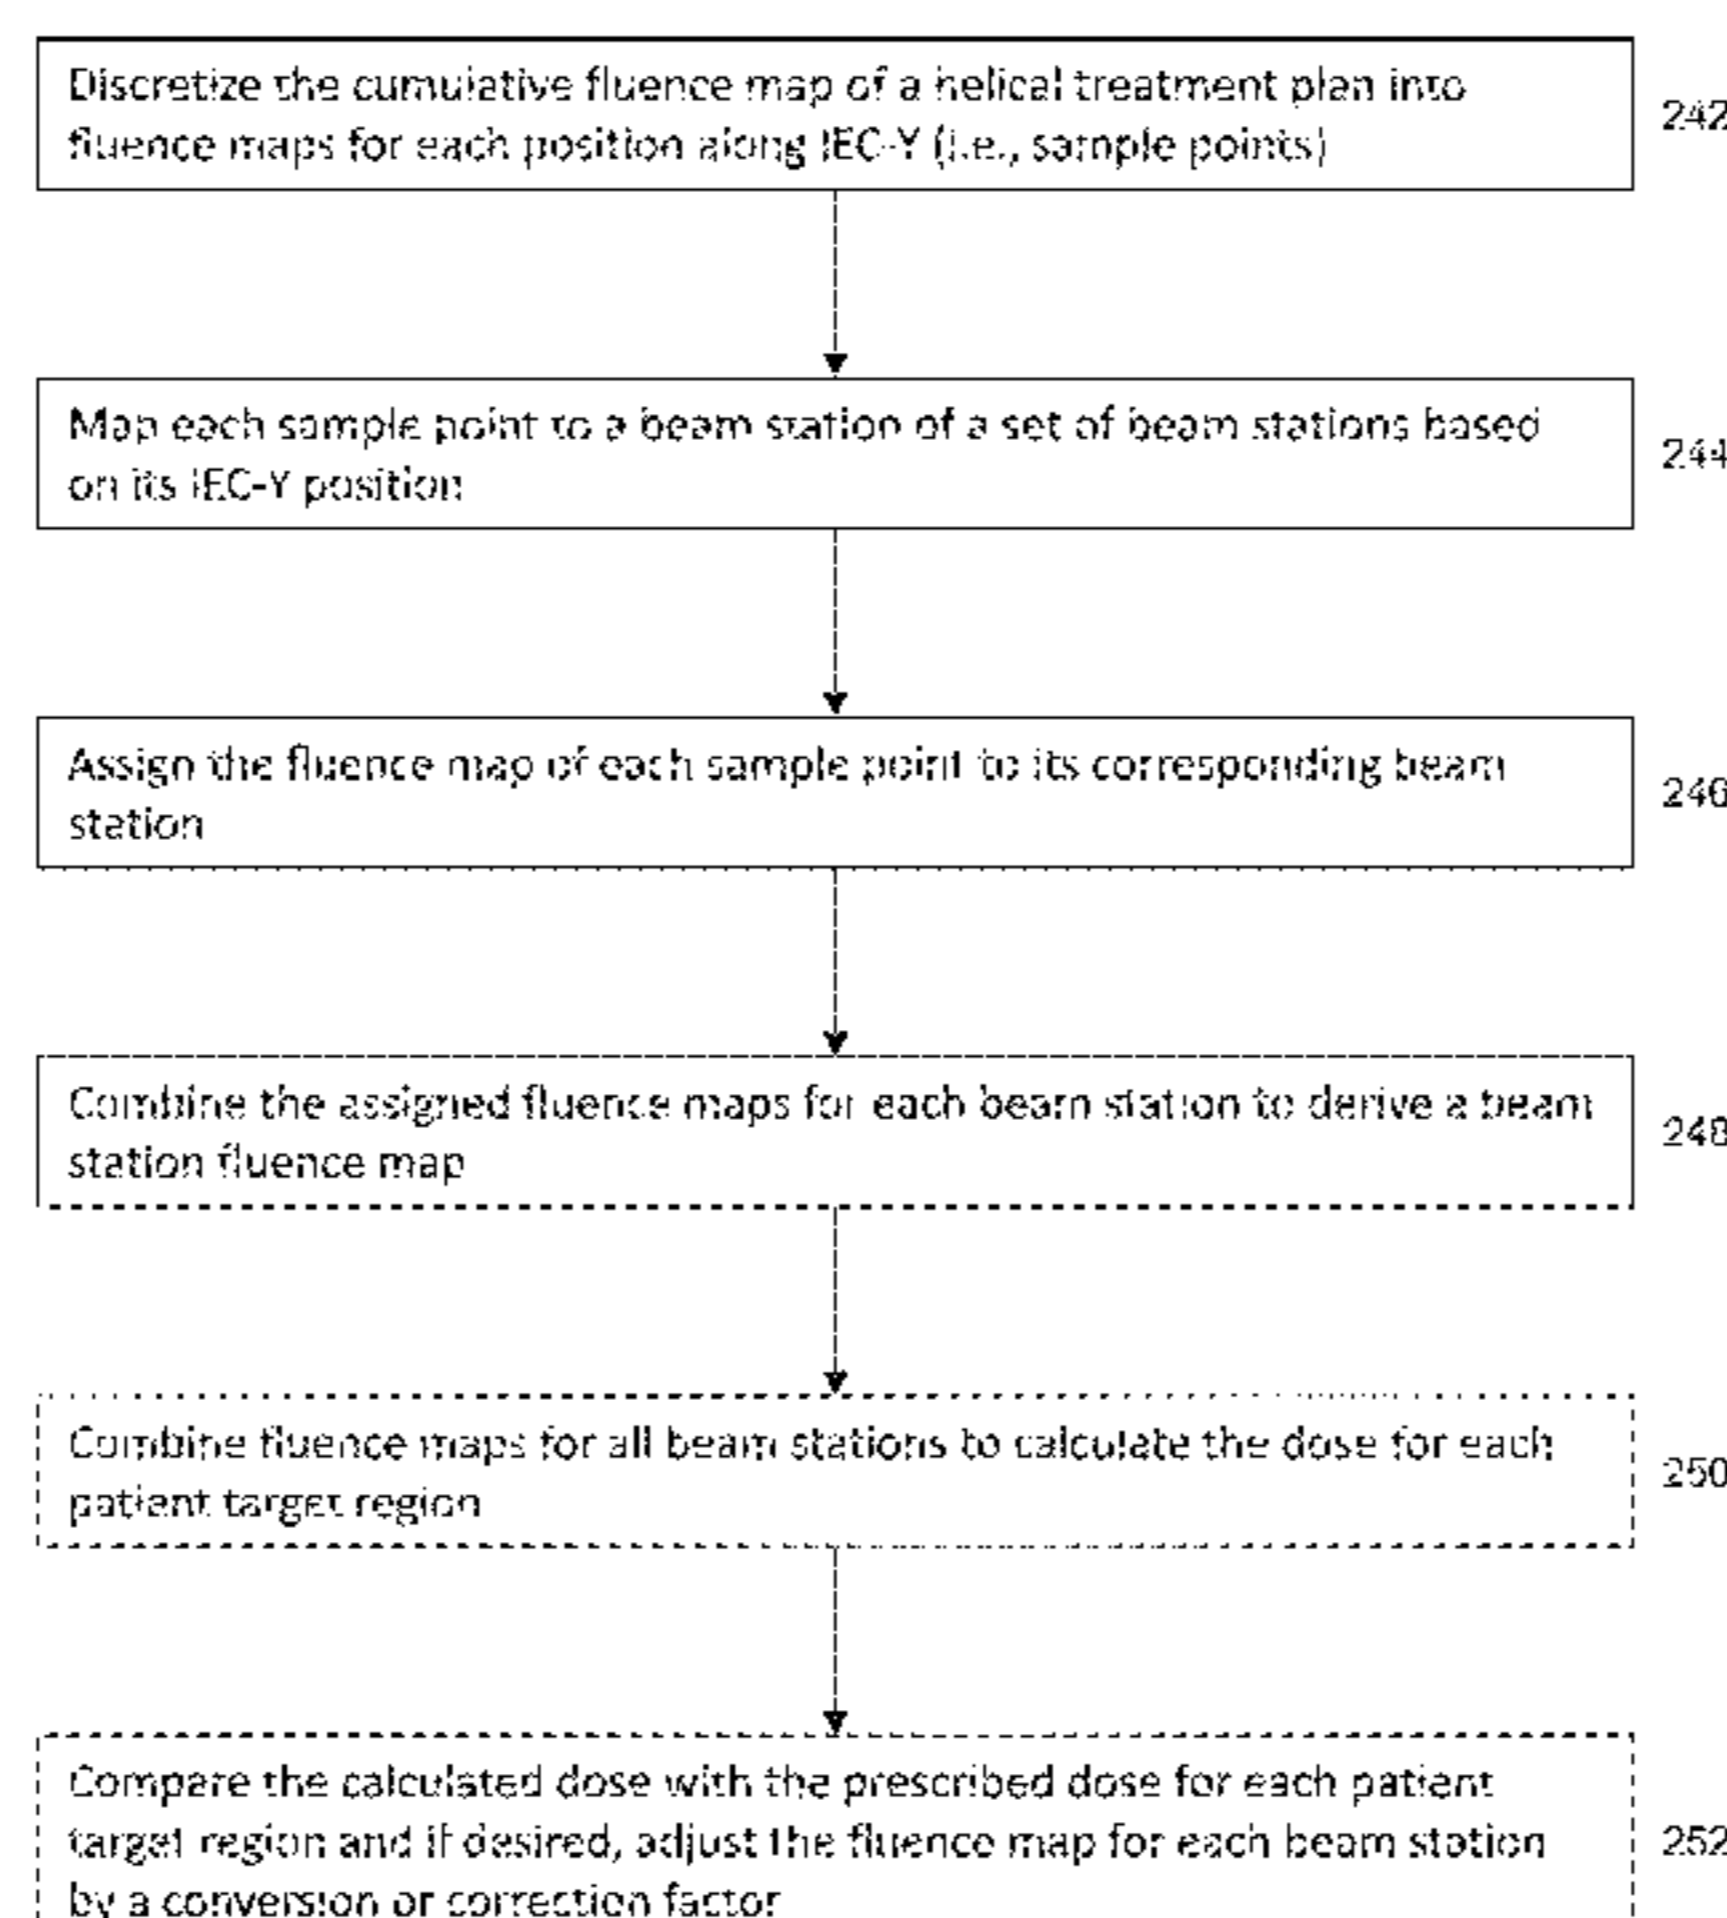 Discretize the cumulative fluence map of a helical treatment plan into
fluence maps for each position along IEC-Y (i.e., sample points)
242
Map each sample point to a beam station of a set of beam stations based
on its IEC-Y position
244
Assign the fluence map of each sample point to its corresponding beam
station
246
Combine the assigned fluence maps for each beam station to derive a beam
station fluence map
248
Combine fluence maps for all beam stations to calculate the dose for each
patient target region
250
Compare the calculated dose with the prescribed dose for each patient
target region and if desired, adjust the fluence map for each beam station
by a conversion or correction factor
252